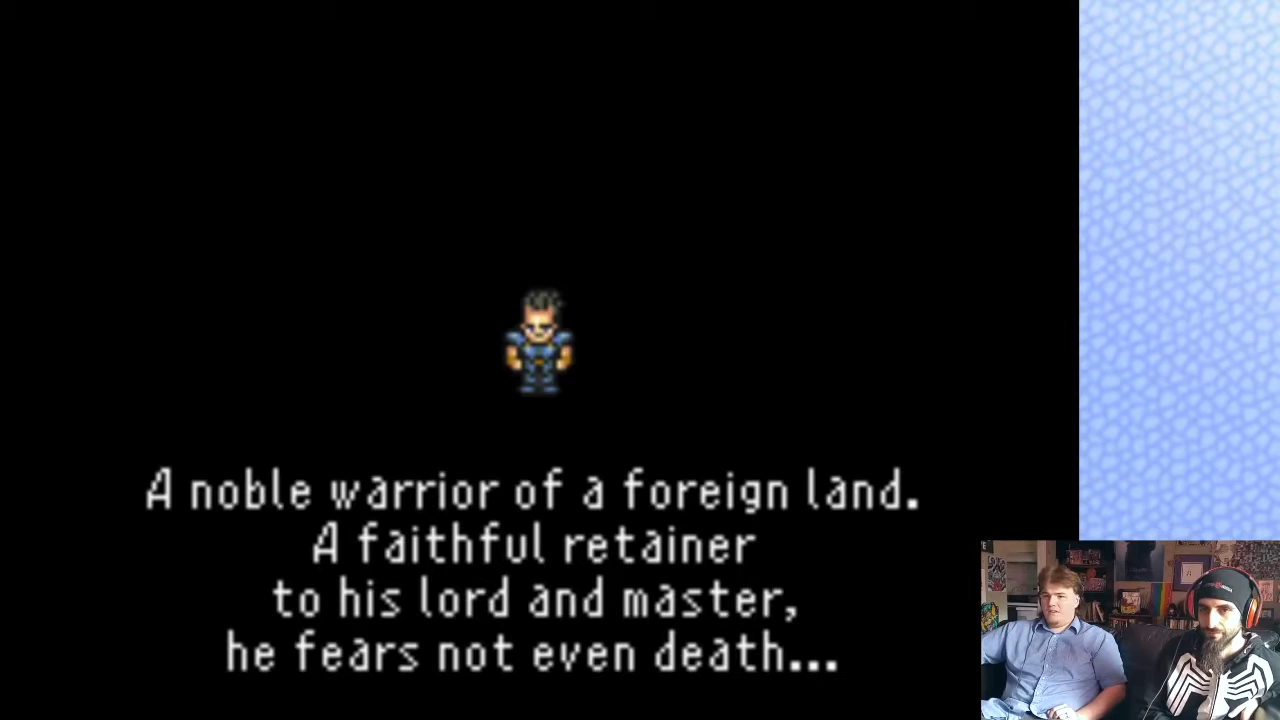 A noble warrior of a foreign land.
A faithful retainer
to his lord and master,
he fears not even death...